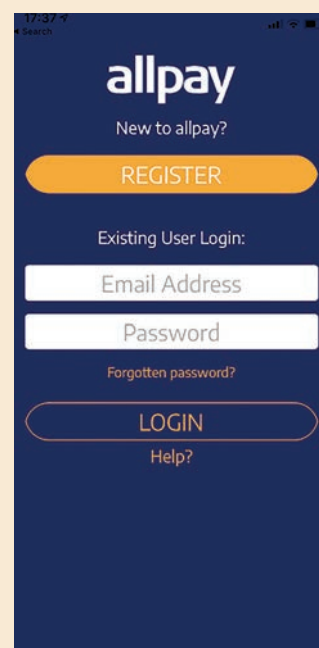 17:37
Search
allpay
New to allpay?
REGISTER
Existing User Login:
Email Address
Password
Forgotten password?
LOGIN
Help?